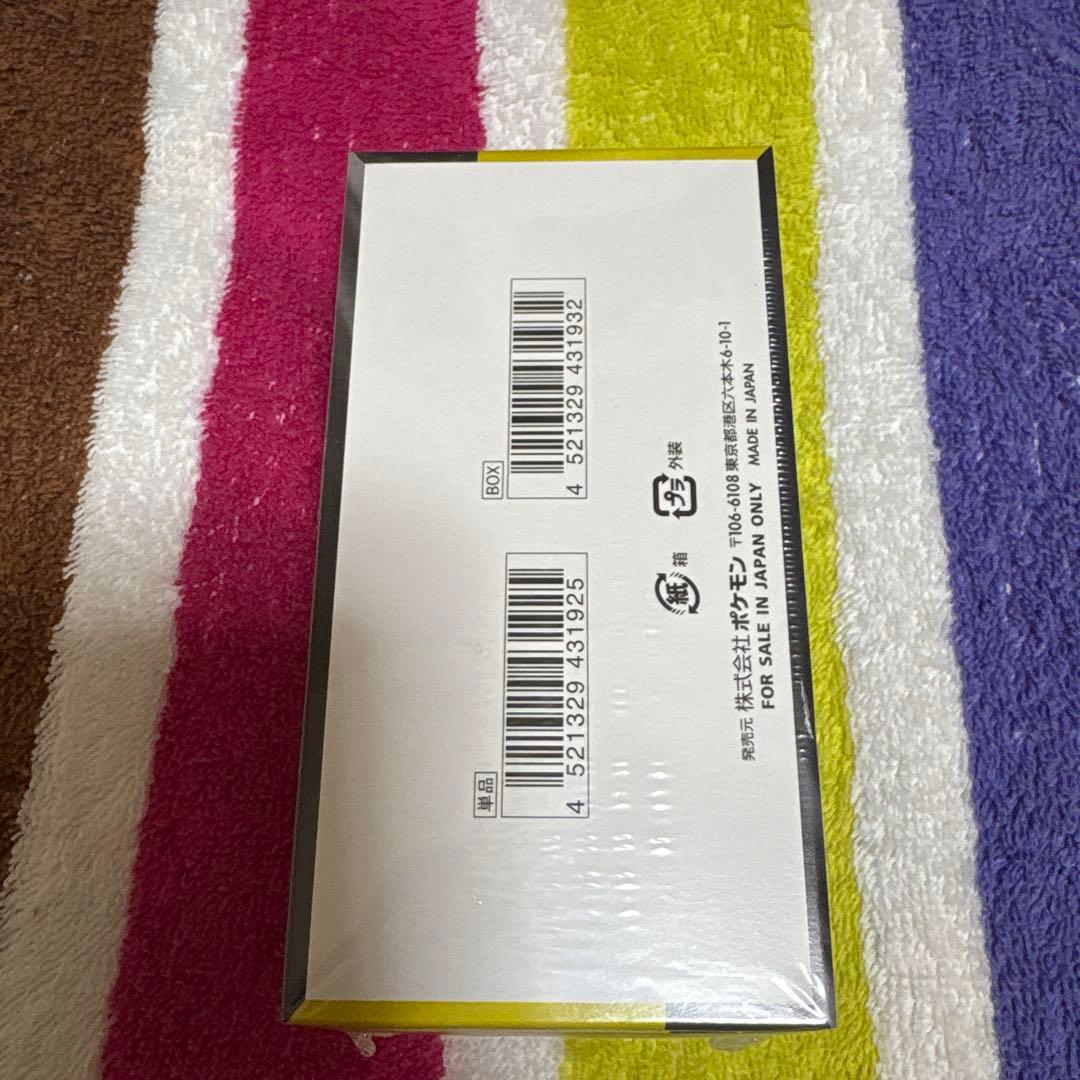 単品
4 521329 431925
BOX
4 521329 431932
紙 箱
プラ 外装
発売元 株式会社 ポケモン 〒106-6108 東京都港区六本木6-10-1
FOR SALE IN JAPAN ONLY MADE IN JAPAN